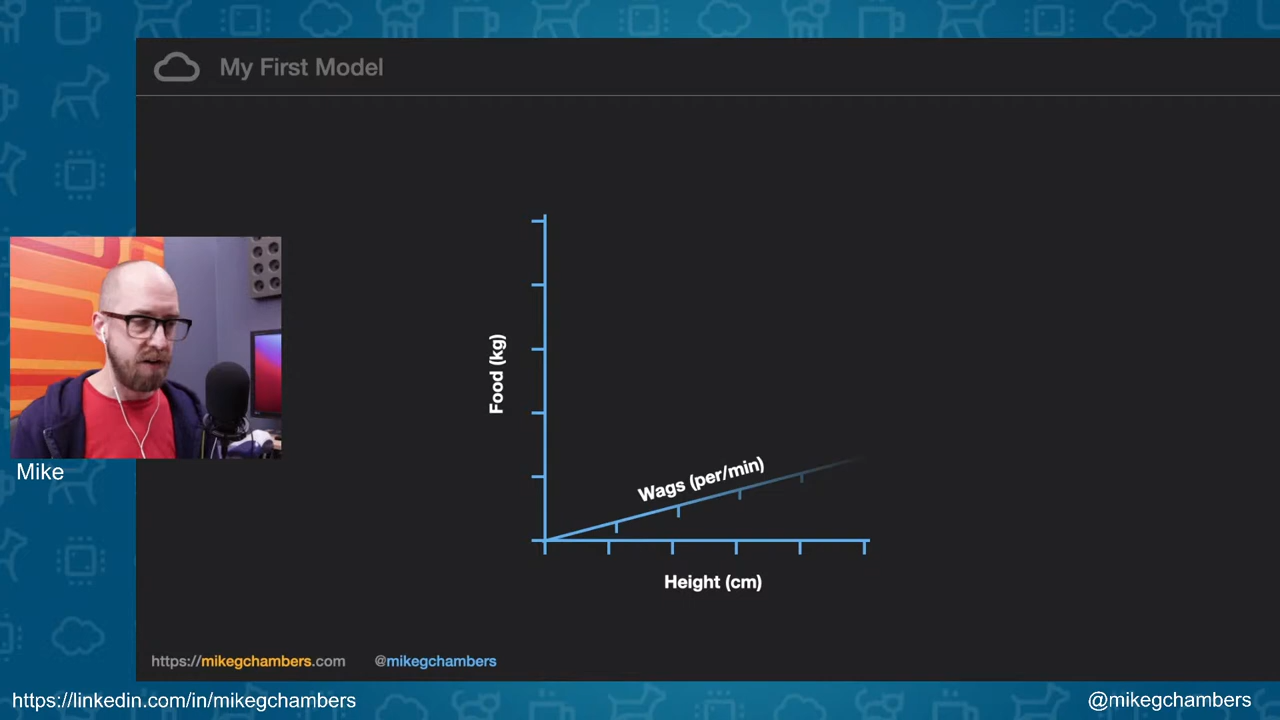 My First Model
Food (kg)
Wags (per/min)
Height (cm)
Mike
https://mikegchambers.com
@mikegchambers
https://linkedin.com/in/mikegchambers
@mikegchambers